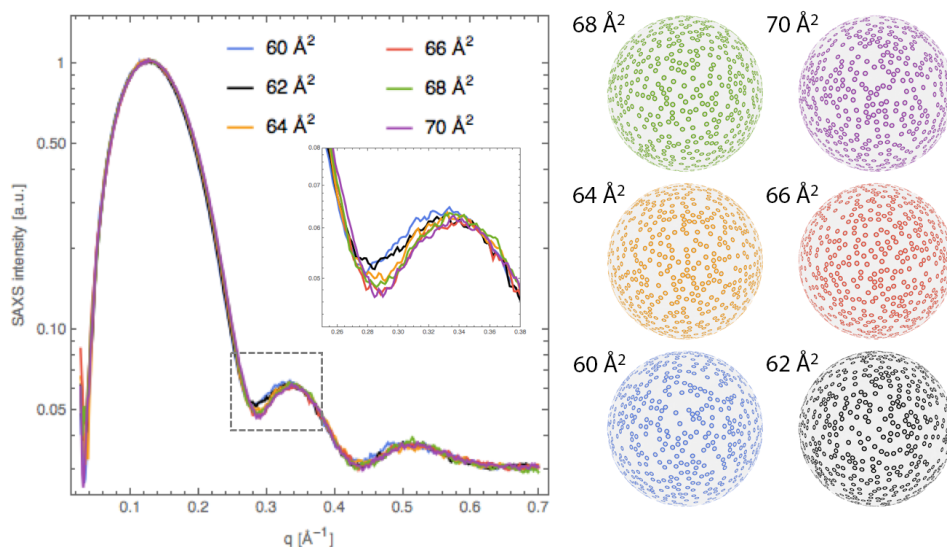 60 Å²
62 Å²
64 Å²
66 Å²
68 Å²
70 Å²
SAXS intensity [a.u.]
1
0.50
0.10
0.05
0.1
0.2
0.3
0.4
0.5
0.6
0.7
q [Å⁻¹]
0.08
0.07
0.06
0.05
0.26
0.28
0.30
0.32
0.34
0.36
0.38
68 Å²
70 Å²
64 Å²
66 Å²
60 Å²
62 Å²